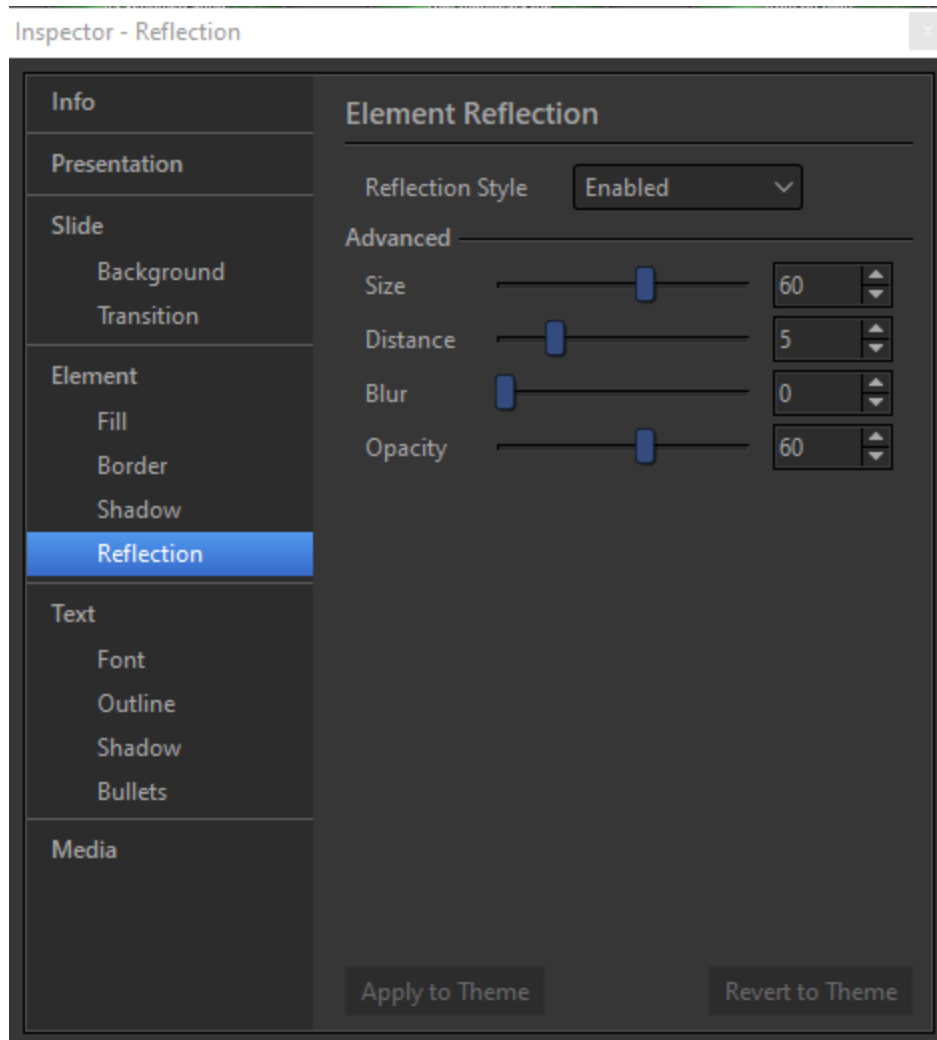 Inspector - Reflection
x
Info
Presentation
Slide
Background
Transition
Element
Fill
Border
Shadow
Reflection
Text
Font
Outline
Shadow
Bullets
Media
Element Reflection
Reflection Style Enabled
Advanced
Size 60
Distance 5
Blur 0
Opacity 60
Apply to Theme Revert to Theme